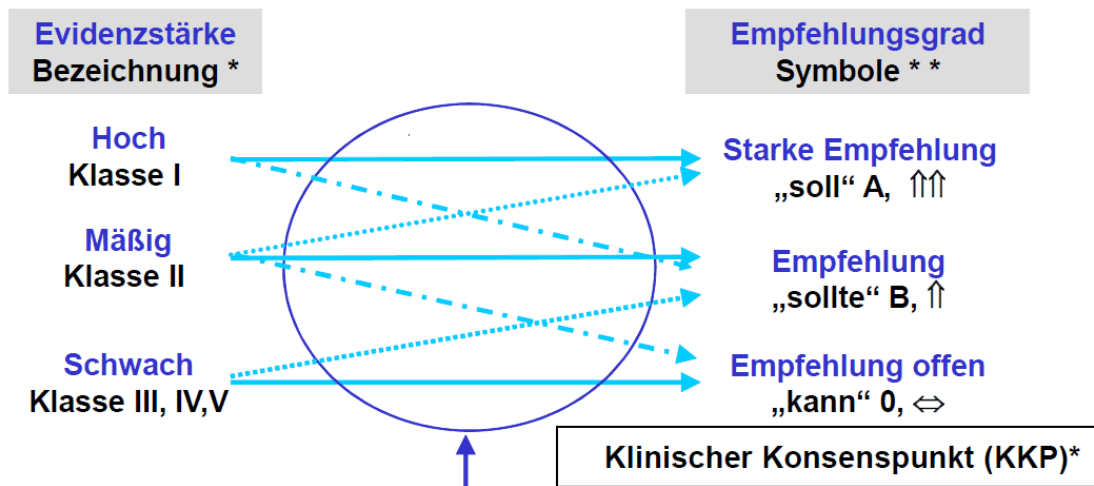 Evidenzstärke
Bezeichnung *
Empfehlungsgrad
Symbole * *
Hoch
Klasse I
Starke Empfehlung
„soll“ A, ⇑⇑
Mäßig
Klasse II
Empfehlung
„sollte“ B, ⇑
Schwach
Klasse III, IV,V
Empfehlung offen
„kann“ 0, ⇔
Klinischer Konsenspunkt (KKP)*